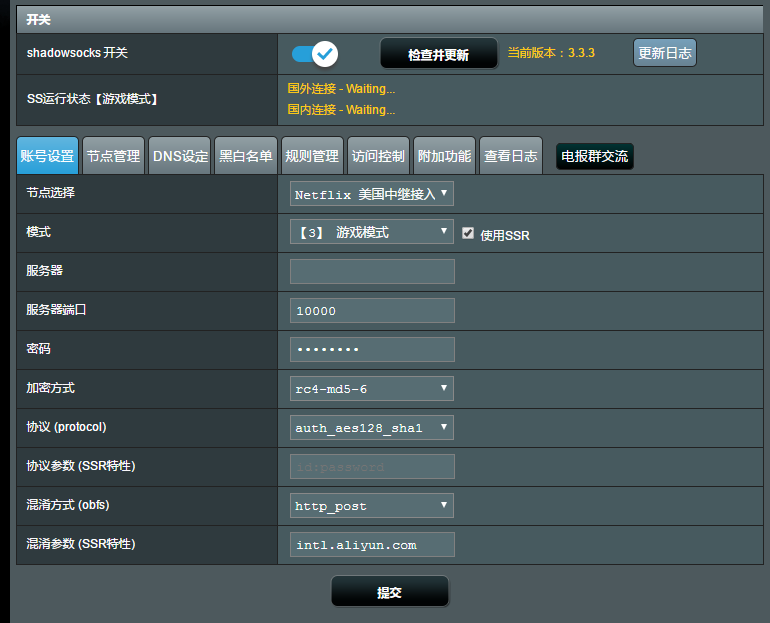 开关
shadowsocks 开关 检查并更新 当前版本：3.3.3 更新日志
SS运行状态【游戏模式】 国外连接 - Waiting...
国内连接 - Waiting...
账号设置 节点管理 DNS设定 黑白名单 规则管理 访问控制 附加功能 查看日志 电报群交流
节点选择 Netflix 美国中继接入
模式 【3】 游戏模式 使用SSR
服务器
服务器端口 10000
密码 ••••••••
加密方式 rc4-md5-6
协议 (protocol) auth_aes128_sha1
协议参数 (SSR特性) id:password
混淆方式 (obfs) http_post
混淆参数 (SSR特性) intl.aliyun.com
提交